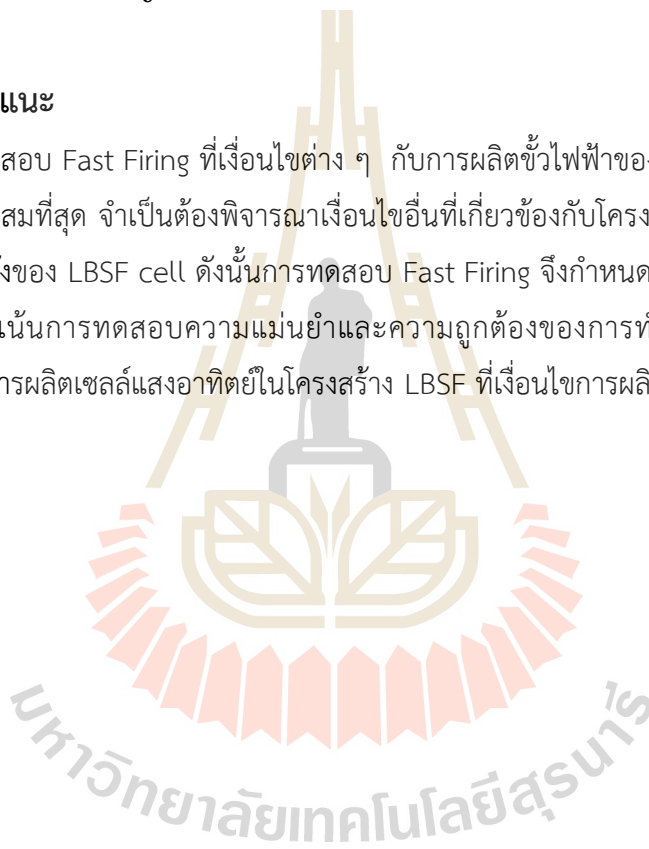 แนะ
สอบ Fast Firing ที่เงื่อนไขต่าง ๆ กับการผลิตขั้วไฟฟ้าของ
สมที่สุด จำเป็นต้องพิจารณาเงื่อนไขอื่นที่เกี่ยวข้องกับโครง
ังของ LBSF cell ดังนั้นการทดสอบ Fast Firing จึงกำหนด
เน้นการทดสอบความแม่นยำและความถูกต้องของการทำ
ารผลิตเซลล์แสงอาทิตย์ในโครงสร้าง LBSF ที่เงื่อนไขการผลิ
มหาวิทยาลัยเทคโนโลยีสุรนารี